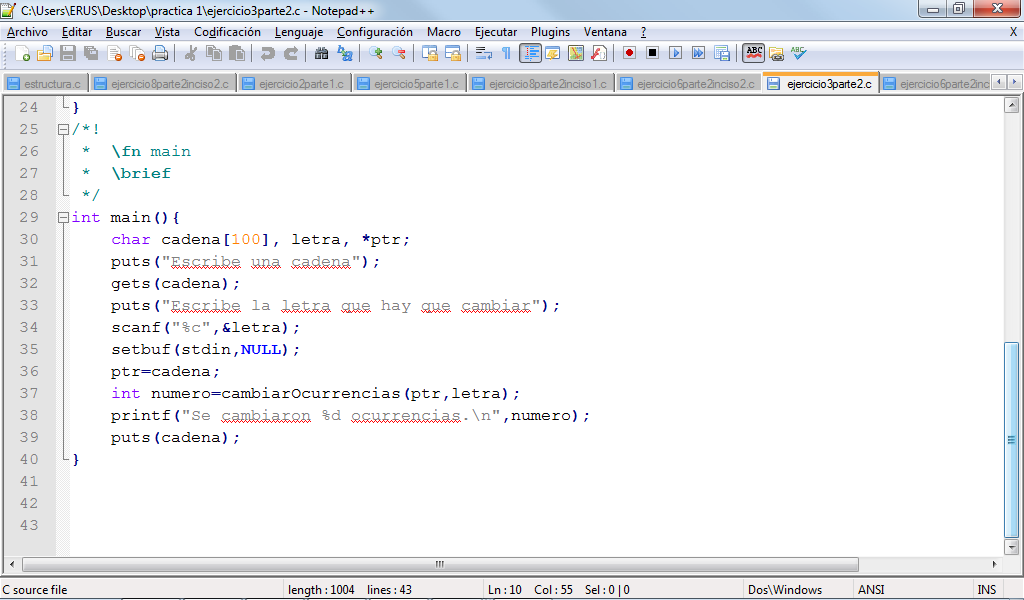 C:\Users\ERUS\Desktop\practica 1\ejercicio3parte2.c - Notepad++
Archivo Editar Buscar Vista Codificación Lenguaje Configuración Macro Ejecutar Plugins Ventana ? X
estructura.c ejercicio8parte2inciso2.c ejercicio2parte1.c ejercicio5parte1.c ejercicio8parte2inciso1.c ejercicio6parte2inciso2.c ejercicio3parte2.c ejercicio6parte2inc
24 }
25 /*!
26 * \fn main
27 * \brief
28 */
29 int main(){
30 char cadena[100], letra, *ptr;
31 puts("Escribe una cadena");
32 gets(cadena);
33 puts("Escribe la letra que hay que cambiar");
34 scanf("%c",&letra);
35 setbuf(stdin,NULL);
36 ptr=cadena;
37 int numero=cambiarOcurrencias(ptr,letra);
38 printf("Se cambiaron %d ocurrencias.\n",numero);
39 puts(cadena);
40 }
41
42
43
C source file length : 1004 lines : 43 Ln : 10 Col : 55 Sel : 0 | 0 Dos\Windows ANSI INS